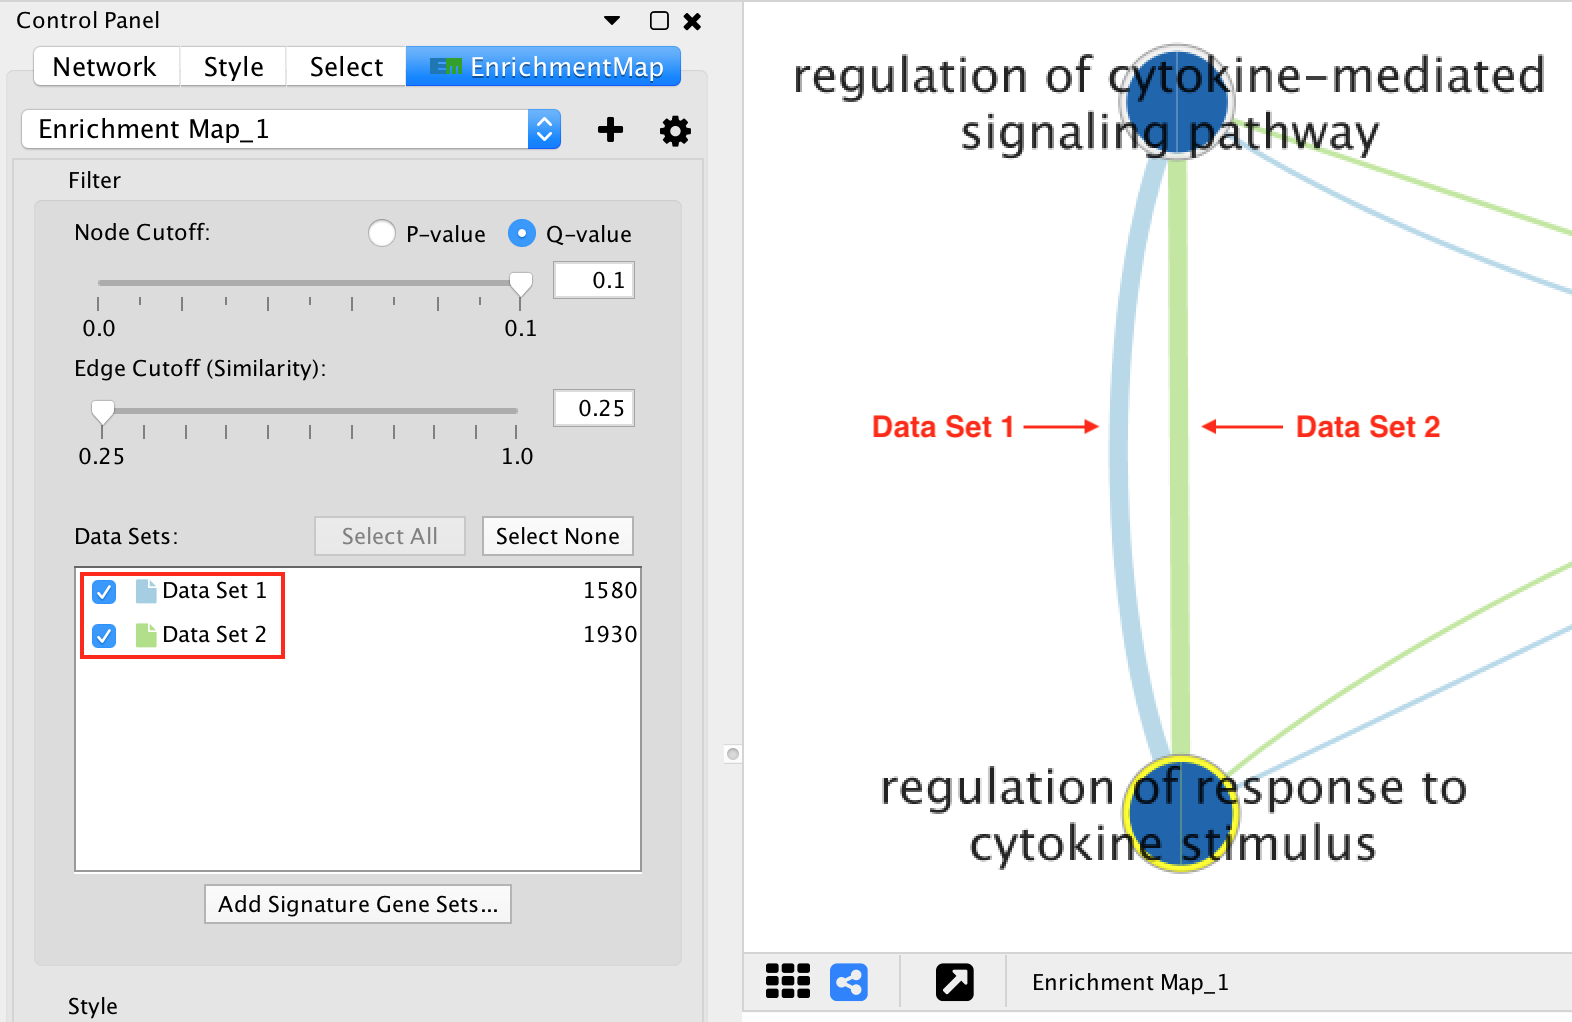 Control Panel
Network
Style
Select
EM EnrichmentMap
Enrichment Map_1
Filter
Node Cutoff:
P-value
Q-value
0.1
0.0
0.1
Edge Cutoff (Similarity):
0.25
0.25
1.0
Data Sets:
Select All
Select None
Data Set 1
1580
Data Set 2
1930
Add Signature Gene Sets...
Style
regulation of cytokine-mediated
signaling pathway
Data Set 1
Data Set 2
regulation of response to
cytokine stimulus
Enrichment Map_1